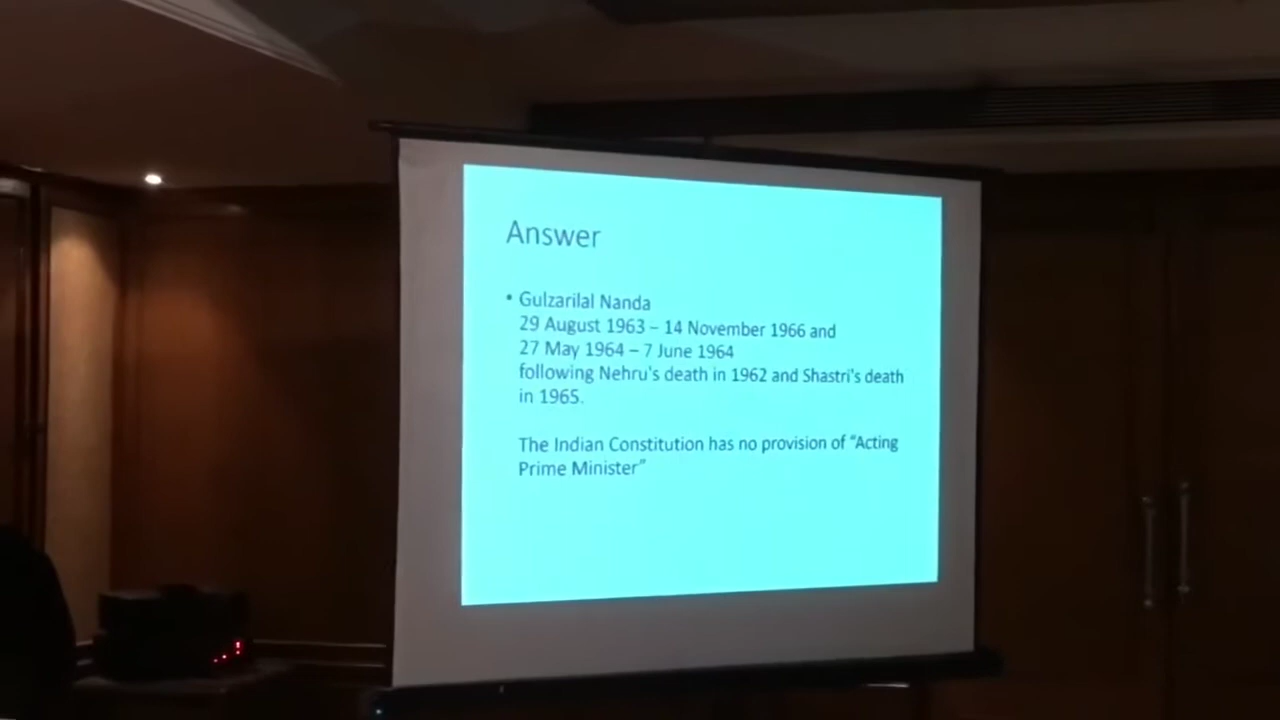 Answer
• Gulzarilal Nanda
29 August 1963 – 14 November 1966 and
27 May 1964 – 7 June 1964
following Nehru's death in 1962 and Shastri's death
in 1965.
The Indian Constitution has no provision of “Acting
Prime Minister”